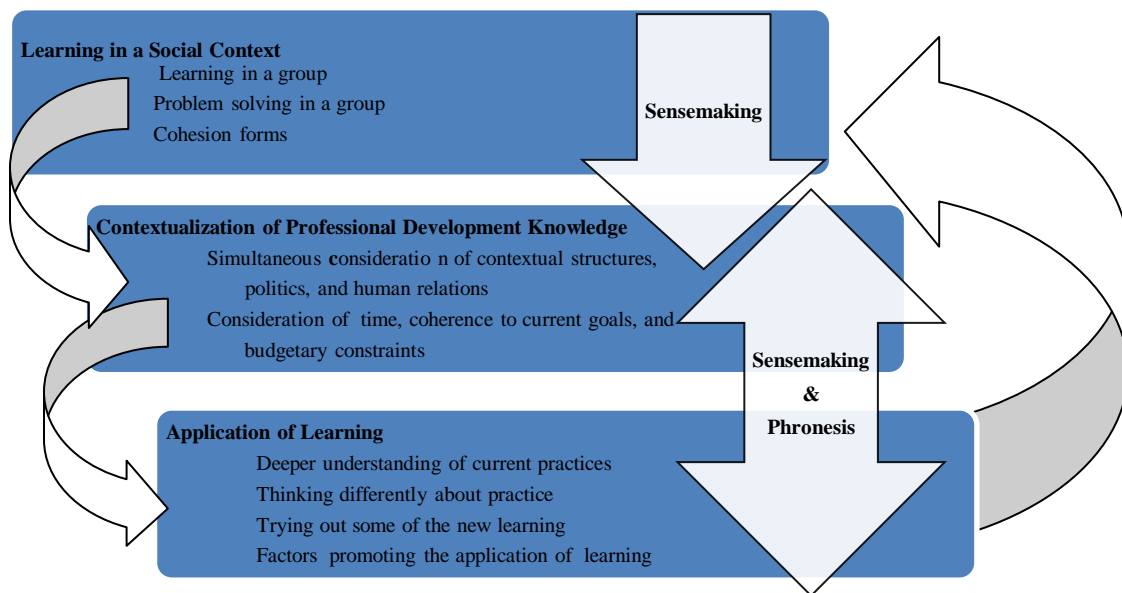 Learning in a Social Context
Learning in a group
Problem solving in a group
Cohesion forms
Sensemaking
Contextualization of Professional Development Knowledge
Simultaneous consideratio n of contextual structures,
politics, and human relations
Consideration of time, coherence to current goals, and
budgetary constraints
Sensemaking
&
Phronesis
Application of Learning
Deeper understanding of current practices
Thinking differently about practice
Trying out some of the new learning
Factors promoting the application of learning